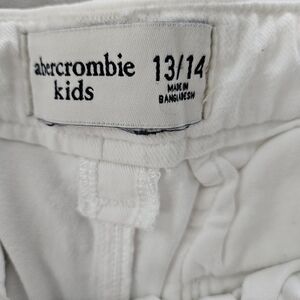 abercrombie
kids
13/14
MADE IN
BANGLADESH